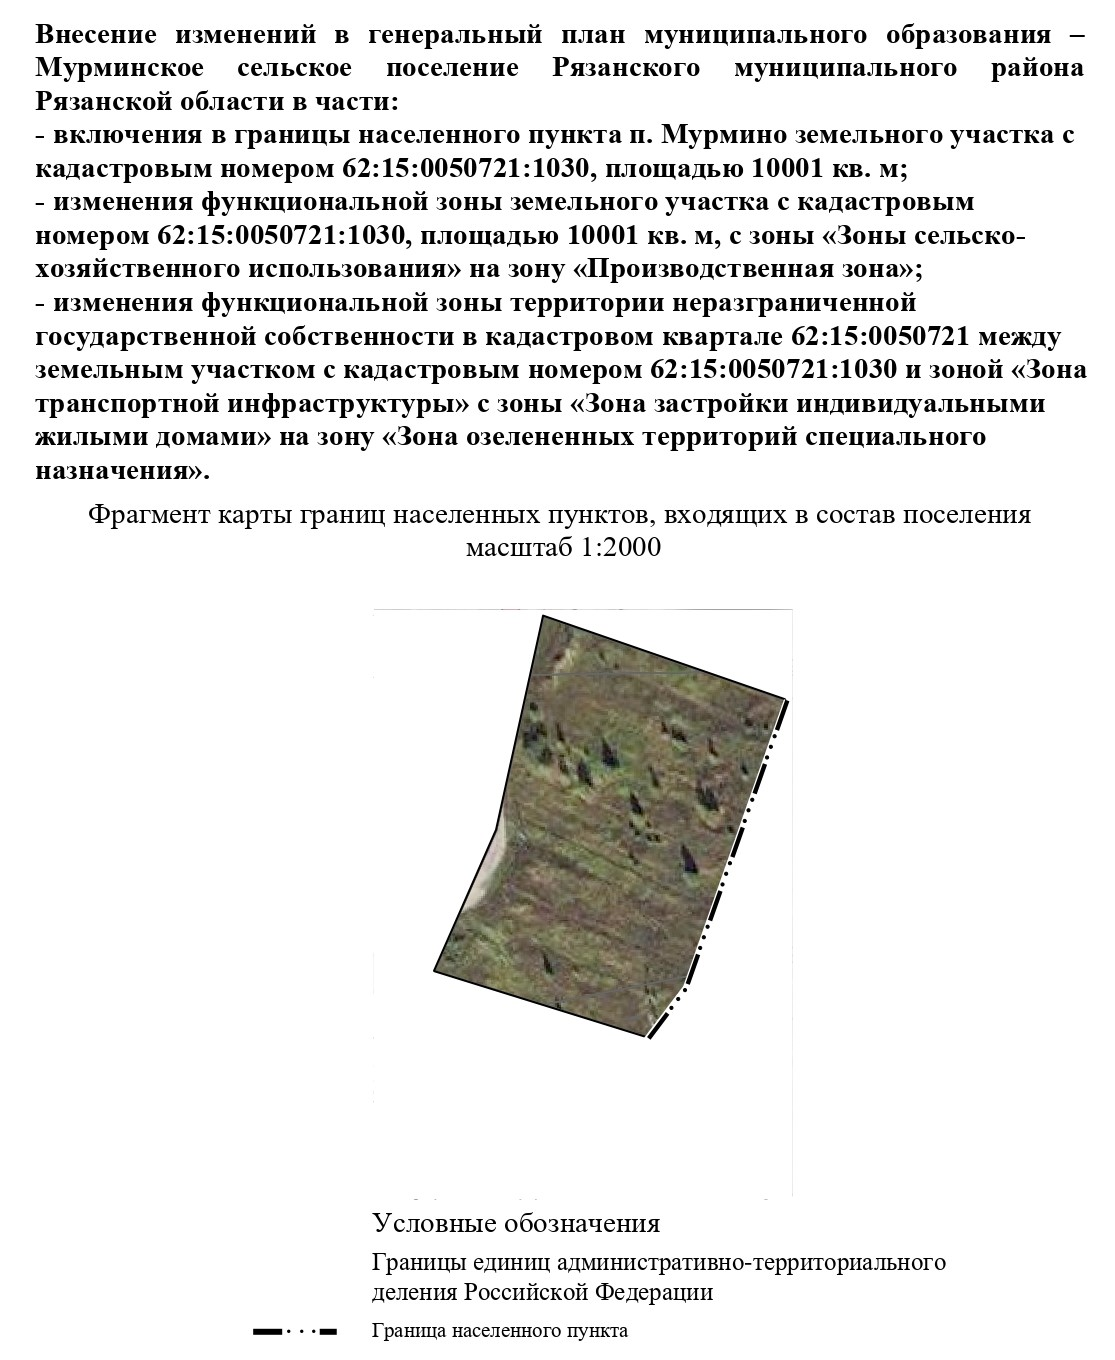 Внесение изменений в генеральный план муниципального образования –
Мурминское сельское поселение Рязанского муниципального района
Рязанской области в части:
- включения в границы населенного пункта п. Мурмино земельного участка с
кадастровым номером 62:15:0050721:1030, площадью 10001 кв. м;
- изменения функциональной зоны земельного участка с кадастровым
номером 62:15:0050721:1030, площадью 10001 кв. м, с зоны «Зоны сельско-
хозяйственного использования» на зону «Производственная зона»;
- изменения функциональной зоны территории неразграниченной
государственной собственности в кадастровом квартале 62:15:0050721 между
земельным участком с кадастровым номером 62:15:0050721:1030 и зоной «Зона
транспортной инфраструктуры» с зоны «Зона застройки индивидуальными
жилыми домами» на зону «Зона озелененных территорий специального
назначения».
Фрагмент карты границ населенных пунктов, входящих в состав поселения
масштаб 1:2000
Условные обозначения
Границы единиц административно-территориального
деления Российской Федерации
Граница населенного пункта